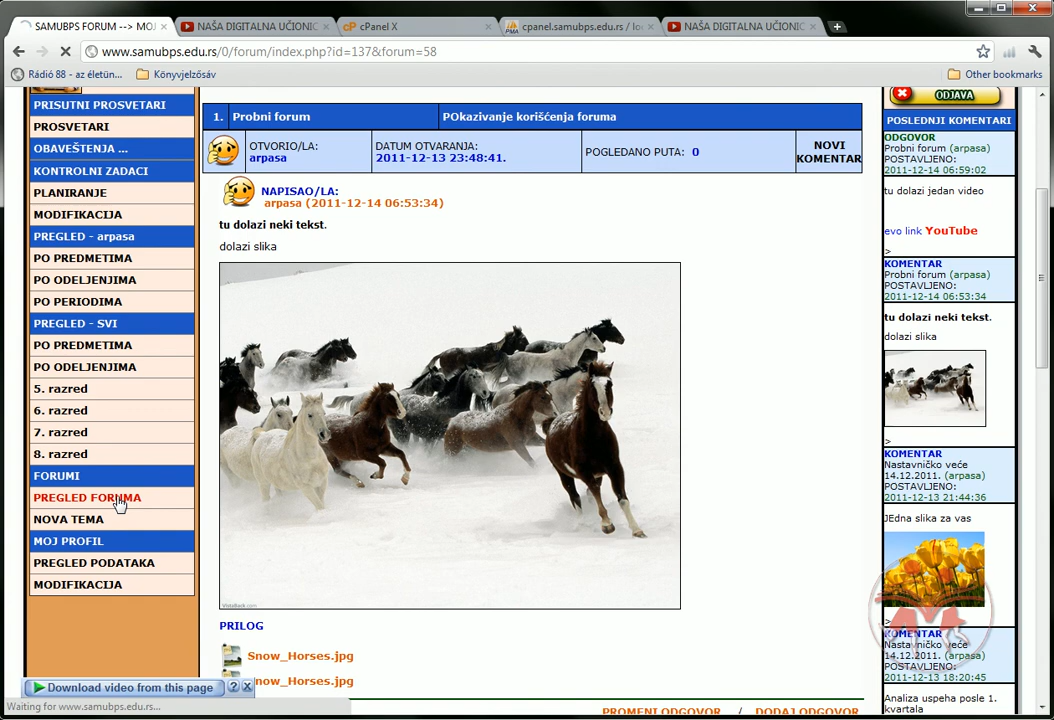 SAMUBPS FORUM --> MOJ
NAŠA DIGITALNA UČIONIC
cPanel X
cpanel.samubps.edu.rs / lo
NAŠA DIGITALNA UČIONIC
www.samubps.edu.rs/0/forum/index.php?id=137&forum=58
Rádió 88 - az életün...
Könyvjelzősáv
Other bookmarks
PRISUTNI PROSVETARI
PROSVETARI
OBAVEŠTENJA ...
KONTROLNI ZADACI
PLANIRANJE
MODIFIKACIJA
PREGLED - arpasa
PO PREDMETIMA
PO ODELJENJIMA
PO PERIODIMA
PREGLED - SVI
PO PREDMETIMA
PO ODELJENJIMA
5. razred
6. razred
7. razred
8. razred
FORUMI
PREGLED FORUMA
NOVA TEMA
MOJ PROFIL
PREGLED PODATAKA
MODIFIKACIJA
Download video from this page
?
Waiting for www.samubps.edu.rs...
1. Probni forum
POkazivanje korišćenja foruma
OTVORIO/LA:
arpasa
DATUM OTVARANJA:
2011-12-13 23:48:41.
POGLEDANO PUTA: 0
NOVI
KOMENTAR
NAPISAO/LA:
arpasa (2011-12-14 06:53:34)
tu dolazi neki tekst.
dolazi slika
PRILOG
Snow_Horses.jpg
now_Horses.jpg
PROMENI ODGOVOR / DODAJ ODGOVOR
ODJAVA
POSLEDNJI KOMENTARI
ODGOVOR
Probni forum (arpasa)
POSTAVLJENO:
2011-12-14 06:59:02
tu dolazi jedan video
evo link YouTube
>
KOMENTAR
Probni forum (arpasa)
POSTAVLJENO:
2011-12-14 06:53:34
tu dolazi neki tekst.
dolazi slika
>
KOMENTAR
Nastavničko veće
14.12.2011. (arpasa)
POSTAVLJENO:
2011-12-13 21:44:36
JEdna slika za vas
>
KOMENTAR
Nastavničko veće
14.12.2011. (arpasa)
POSTAVLJENO:
2011-12-13 18:20:45
Analiza uspeha posle 1.
kvartala